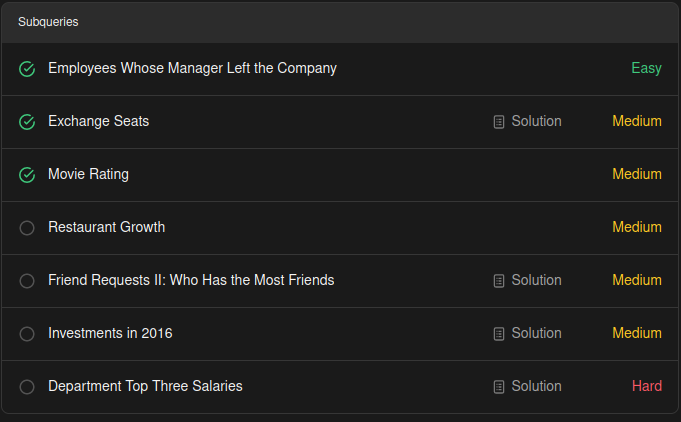 Subqueries
Employees Whose Manager Left the Company Easy
Exchange Seats Solution Medium
Movie Rating Medium
Restaurant Growth Medium
Friend Requests II: Who Has the Most Friends Solution Medium
Investments in 2016 Solution Medium
Department Top Three Salaries Solution Hard